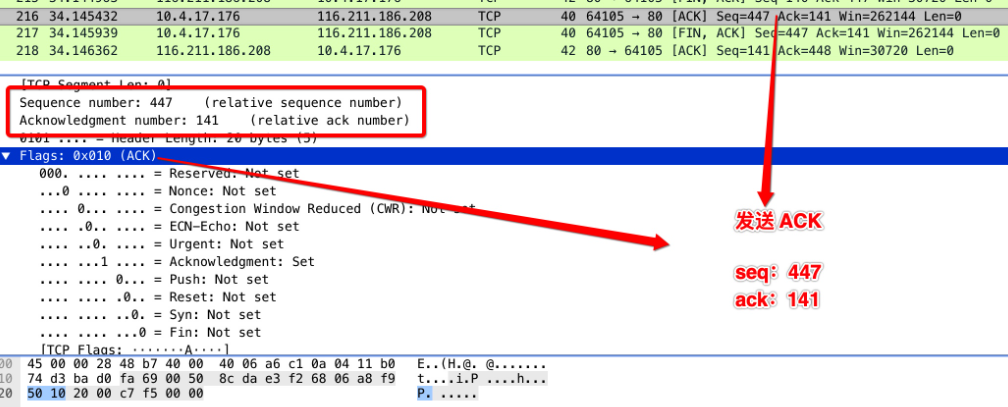 216 34.145432 10.4.17.176 116.211.186.208 TCP 40 64105 → 80 [ACK] Seq=447 Ack=141 Win=262144 Len=0
217 34.145939 10.4.17.176 116.211.186.208 TCP 40 64105 → 80 [FIN, ACK] Seq=447 Ack=141 Win=262144 Len=0
218 34.146362 116.211.186.208 10.4.17.176 TCP 42 80 → 64105 [ACK] Seq=141 Ack=448 Win=30720 Len=0
[TCP Segment Len: 0]
Sequence number: 447 (relative sequence number)
Acknowledgment number: 141 (relative ack number)
0101 .... = Header Length: 20 bytes (5)
Flags: 0x010 (ACK)
000. .... .... = Reserved: Not set
...0 .... .... = Nonce: Not set
.... 0... .... = Congestion Window Reduced (CWR): Not set
.... .0.. .... = ECN-Echo: Not set
.... ..0. .... = Urgent: Not set
.... ...1 .... = Acknowledgment: Set
.... .... 0... = Push: Not set
.... .... .0.. = Reset: Not set
.... .... ..0. = Syn: Not set
.... .... ...0 = Fin: Not set
[TCP Flags: ·······A····]
发送 ACK
seq：447
ack：141
00 45 00 00 28 48 b7 40 00 40 06 a6 c1 0a 04 11 b0 E..(H.@. @.......
10 74 d3 ba d0 fa 69 00 50 8c da e3 f2 68 06 a8 f9 t....i.P ....h...
20 50 10 20 00 c7 f5 00 00 P. .....